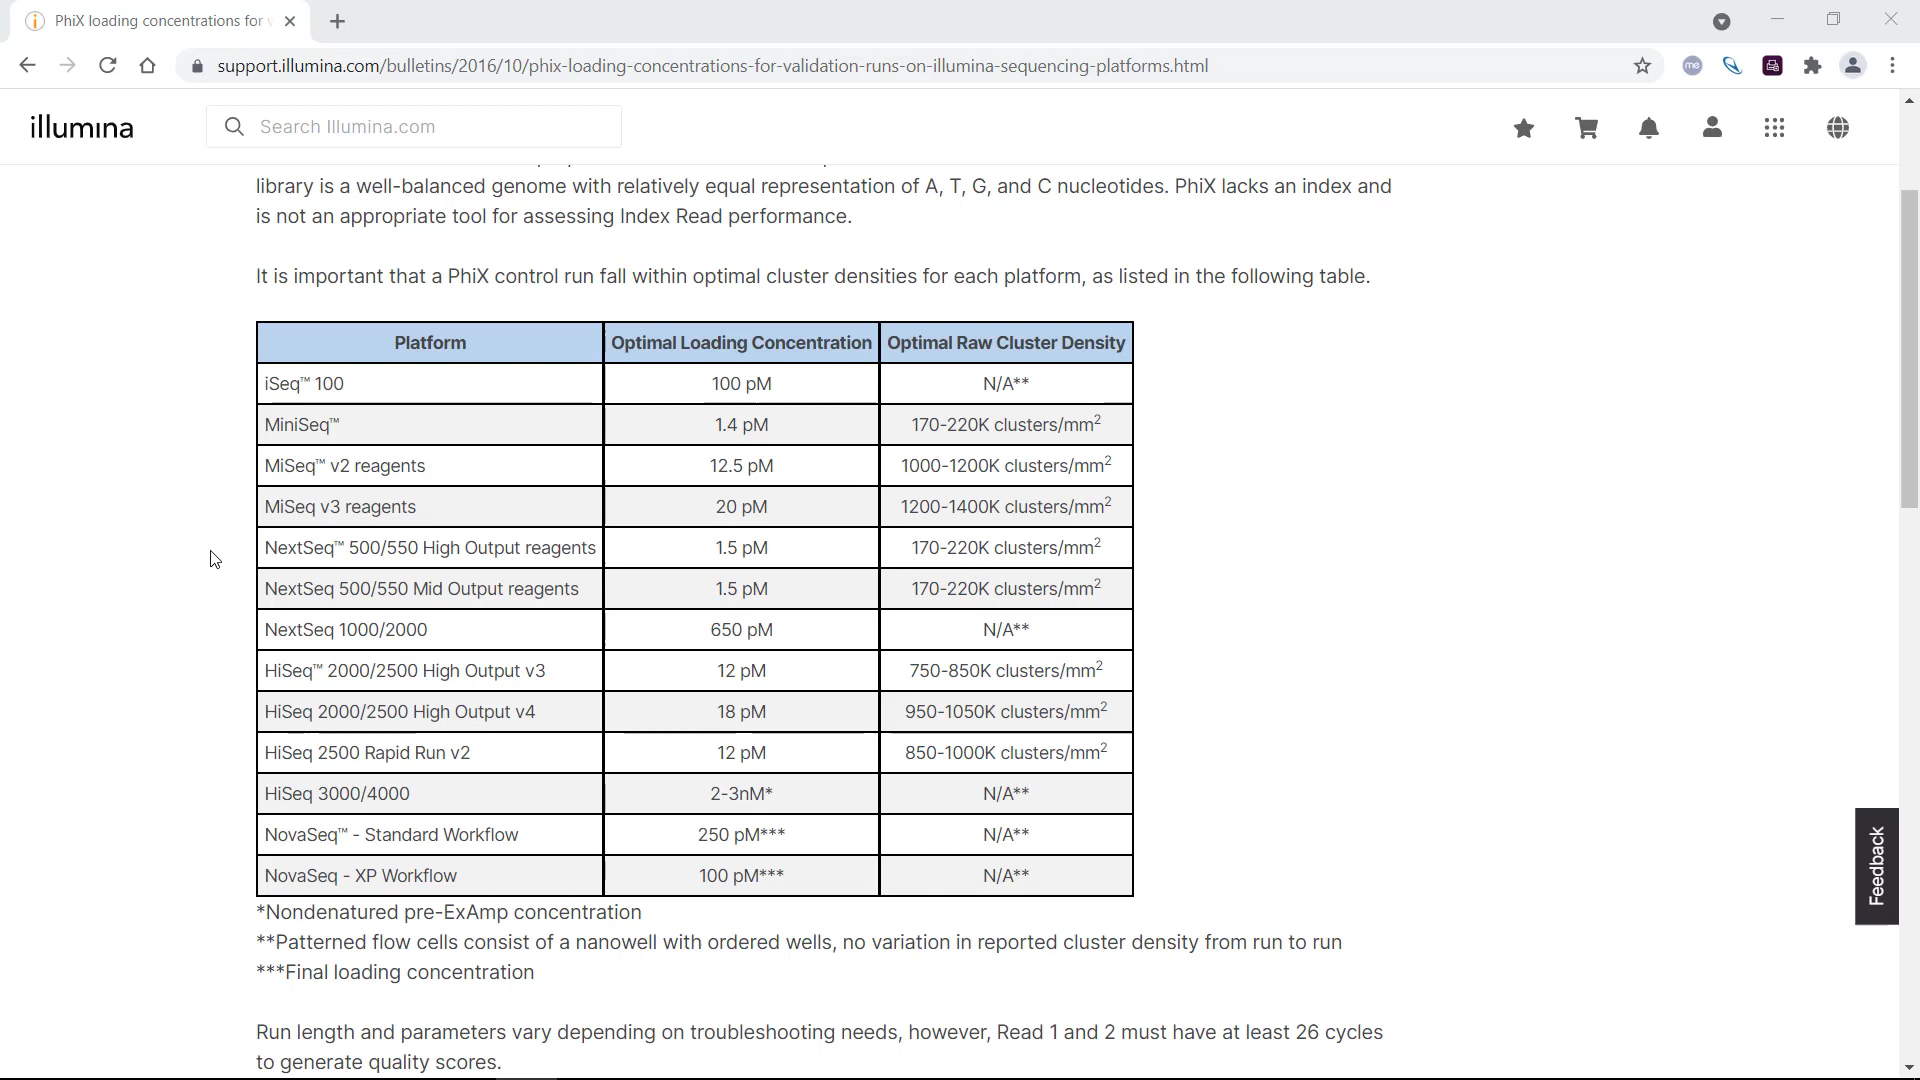 PhiX loading concentrations for v
support.illumina.com/bulletins/2016/10/phix-loading-concentrations-for-validation-runs-on-illumina-sequencing-platforms.html
me
illumına
Search Illumina.com
library is a well-balanced genome with relatively equal representation of A, T, G, and C nucleotides. PhiX lacks an index and
is not an appropriate tool for assessing Index Read performance.
It is important that a PhiX control run fall within optimal cluster densities for each platform, as listed in the following table.
Platform Optimal Loading Concentration Optimal Raw Cluster Density
iSeq™ 100 100 pM N/A**
MiniSeq™ 1.4 pM 170-220K clusters/mm²
MiSeq™ v2 reagents 12.5 pM 1000-1200K clusters/mm²
MiSeq v3 reagents 20 pM 1200-1400K clusters/mm²
NextSeq™ 500/550 High Output reagents 1.5 pM 170-220K clusters/mm²
NextSeq 500/550 Mid Output reagents 1.5 pM 170-220K clusters/mm²
NextSeq 1000/2000 650 pM N/A**
HiSeq™ 2000/2500 High Output v3 12 pM 750-850K clusters/mm²
HiSeq 2000/2500 High Output v4 18 pM 950-1050K clusters/mm²
HiSeq 2500 Rapid Run v2 12 pM 850-1000K clusters/mm²
HiSeq 3000/4000 2-3nM* N/A**
NovaSeq™ - Standard Workflow 250 pM*** N/A**
NovaSeq - XP Workflow 100 pM*** N/A**
*Nondenatured pre-ExAmp concentration
**Patterned flow cells consist of a nanowell with ordered wells, no variation in reported cluster density from run to run
***Final loading concentration
Run length and parameters vary depending on troubleshooting needs, however, Read 1 and 2 must have at least 26 cycles
to generate quality scores.
Feedback